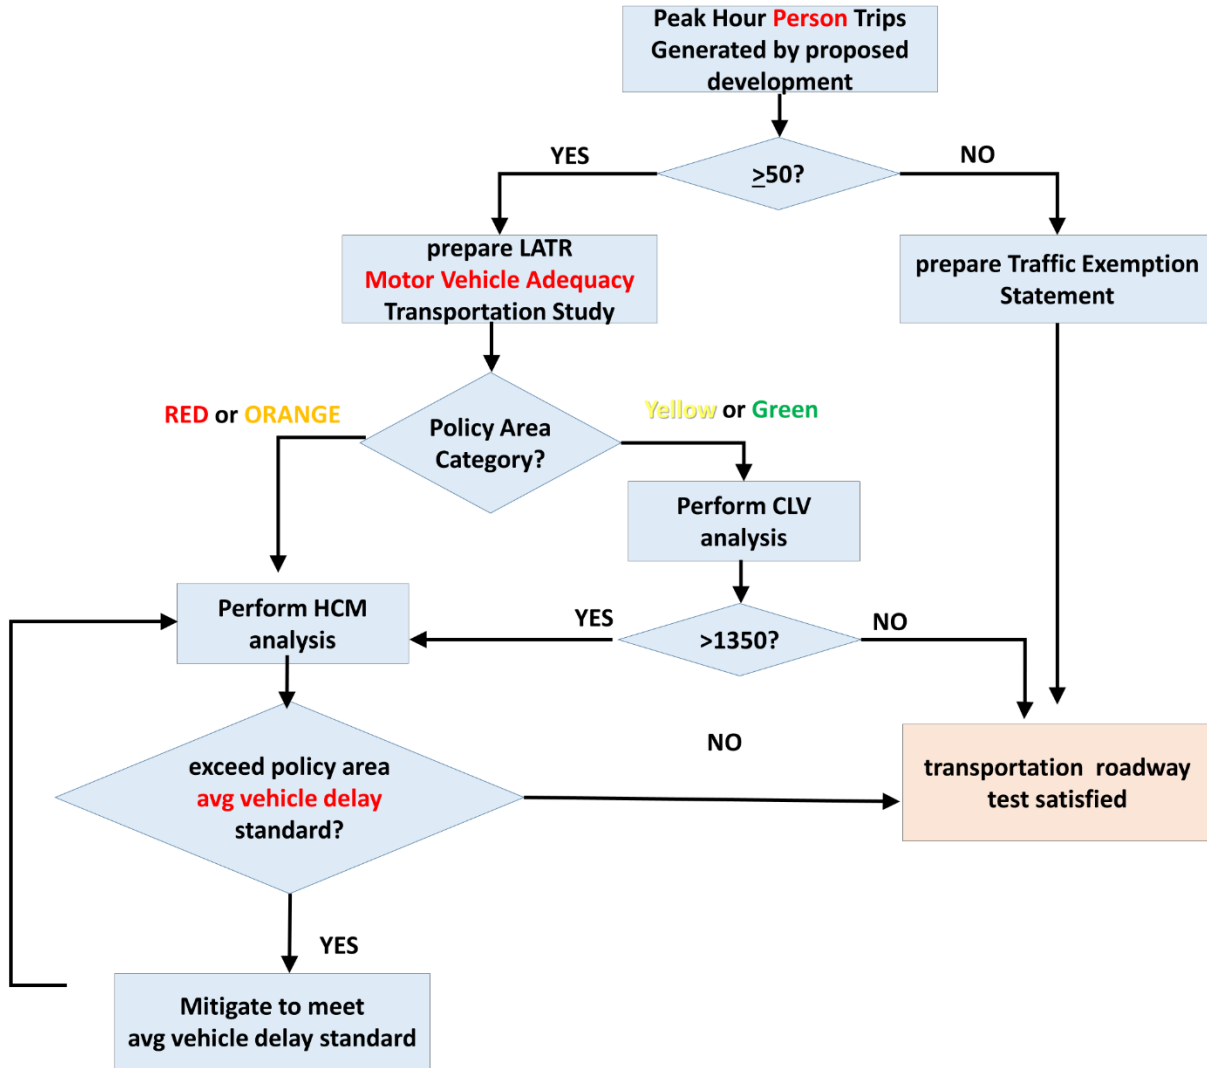 Peak Hour Person Trips
Generated by proposed
development
YES
NO
≥50?
prepare LATR
Motor Vehicle Adequacy
Transportation Study
prepare Traffic Exemption
Statement
RED or ORANGE
Yellow or Green
Policy Area
Category?
Perform CLV
analysis
Perform HCM
analysis
YES
>1350?
NO
exceed policy area
avg vehicle delay
standard?
NO
transportation roadway
test satisfied
YES
Mitigate to meet
avg vehicle delay standard